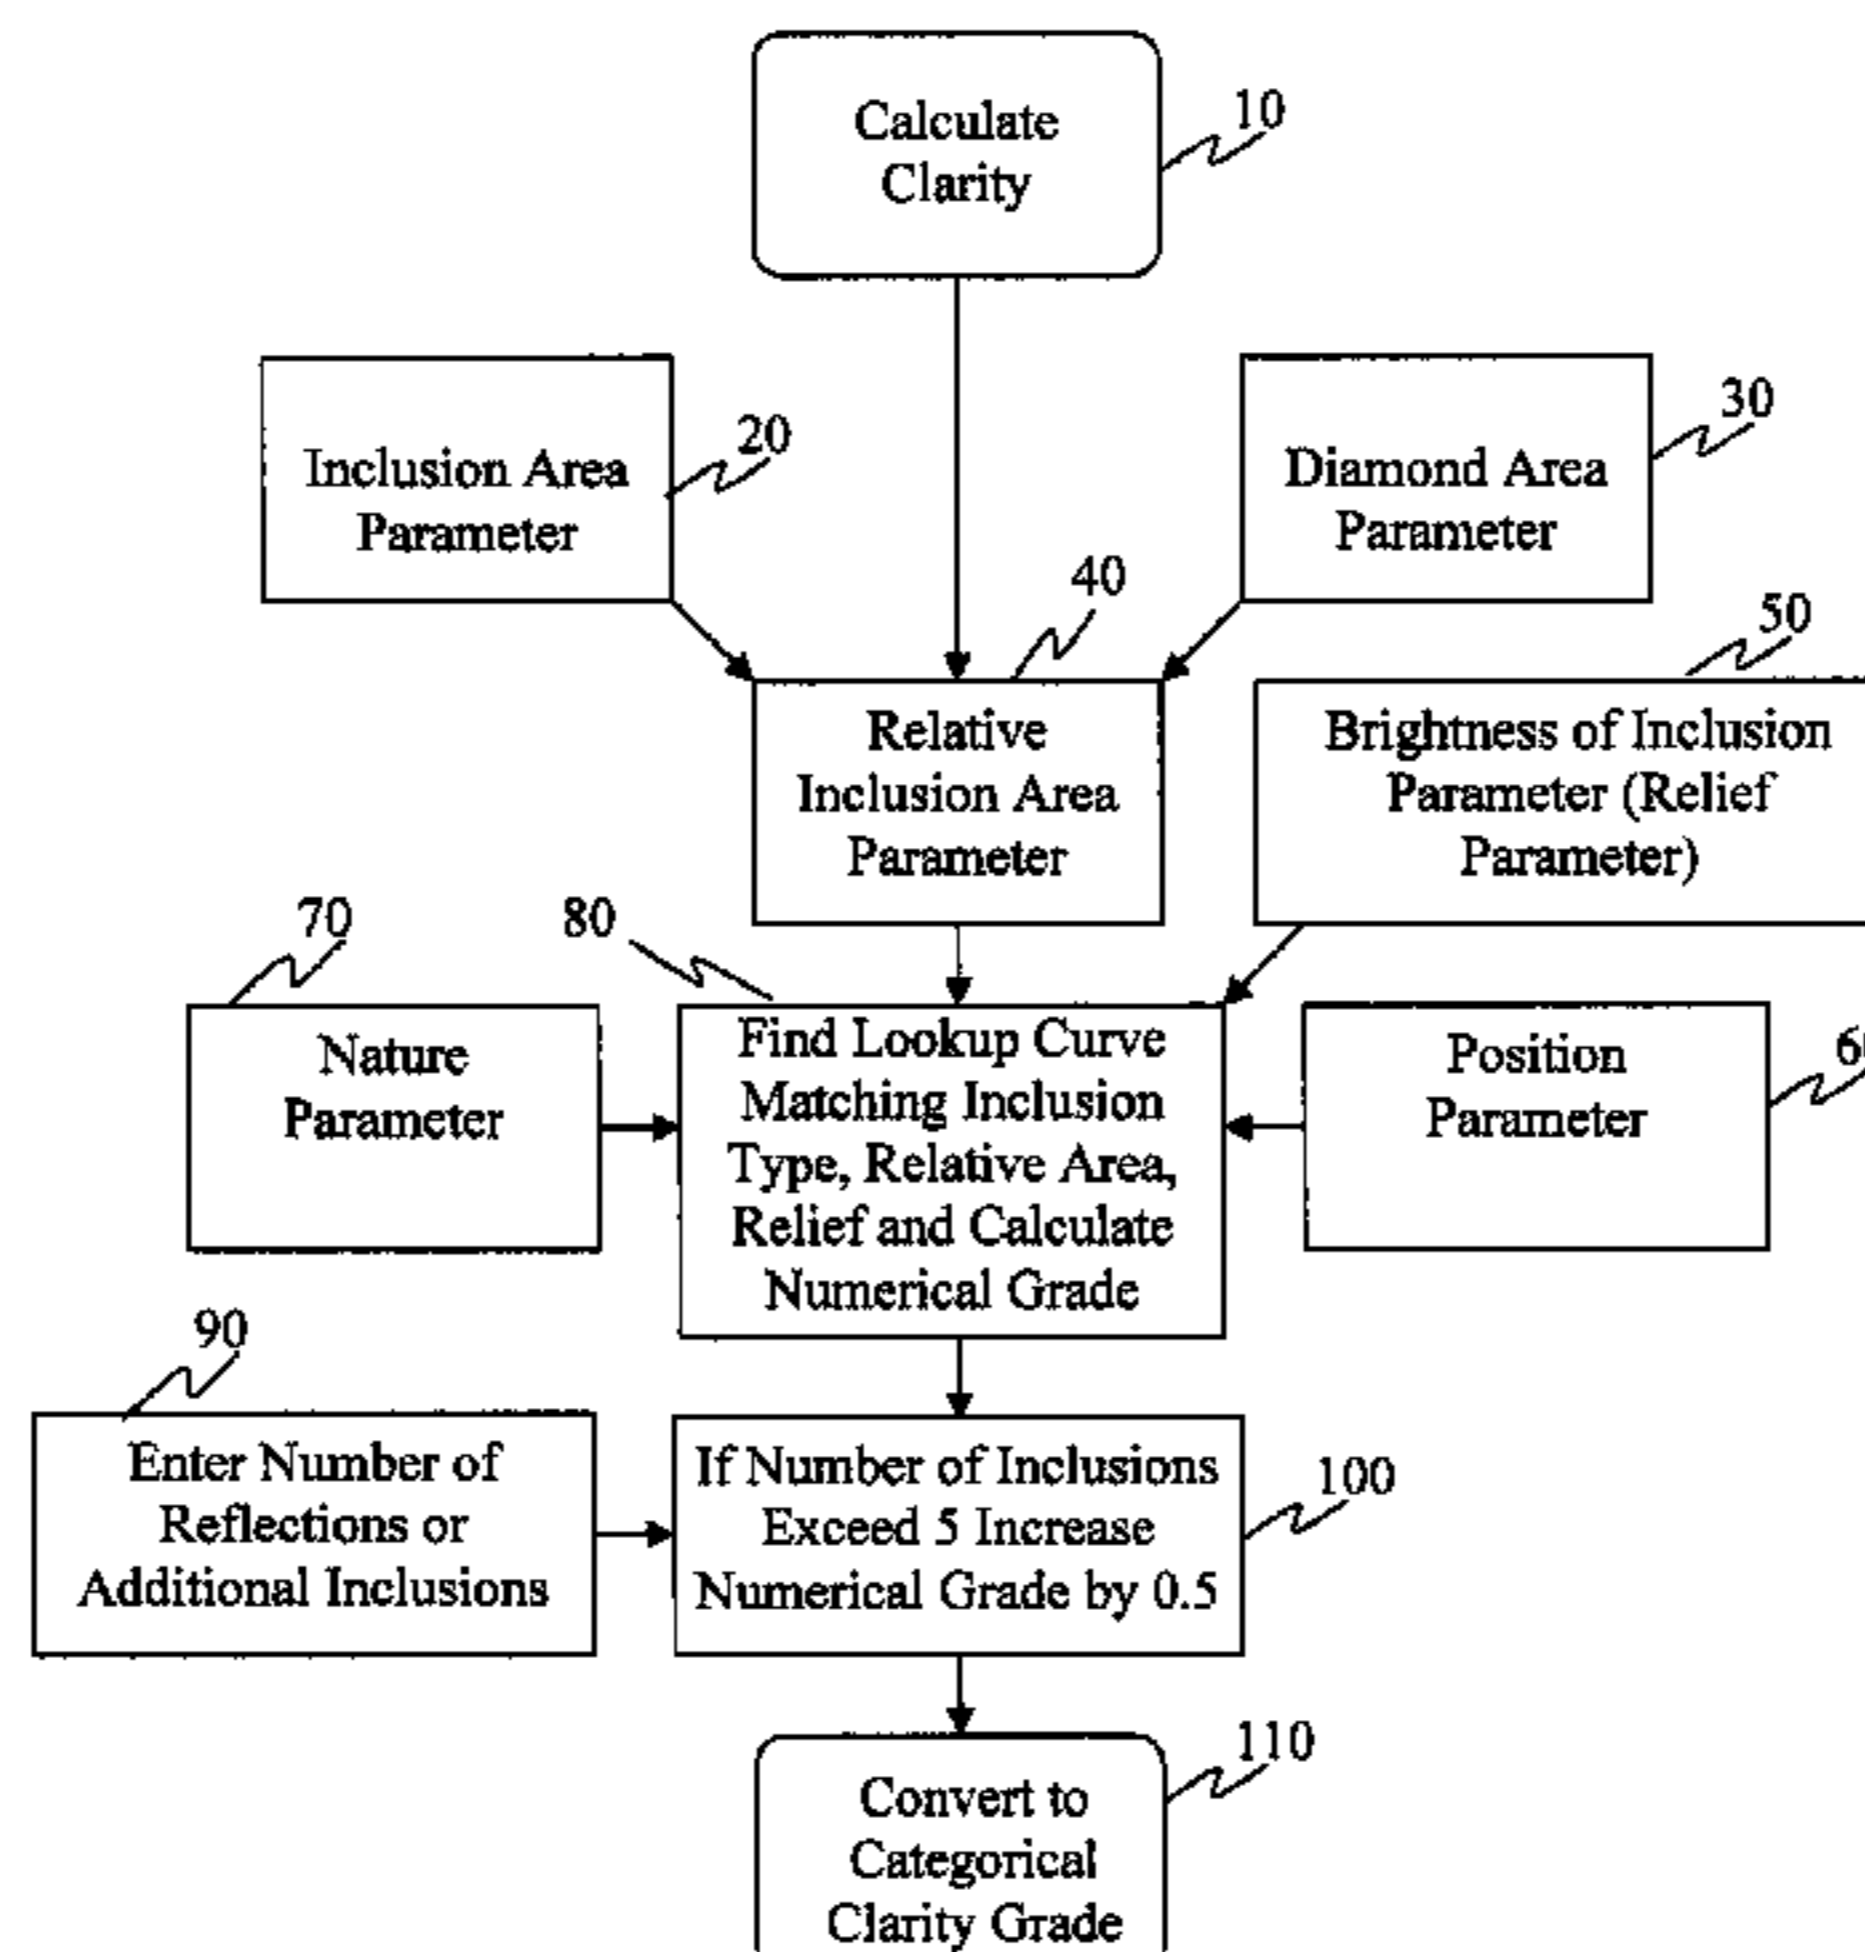 Calculate
Clarity
10
Inclusion Area
Parameter
20
Diamond Area
Parameter
30
40
Relative
Inclusion Area
Parameter
50
Brightness of Inclusion
Parameter (Relief
Parameter)
70
Nature
Parameter
80
Find Lookup Curve
Matching Inclusion
Type, Relative Area,
Relief and Calculate
Numerical Grade
Position
Parameter
90
Enter Number of
Reflections or
Additional Inclusions
If Number of Inclusions
Exceed 5 Increase
Numerical Grade by 0.5
100
110
Convert to
Categorical
Clarity Grade